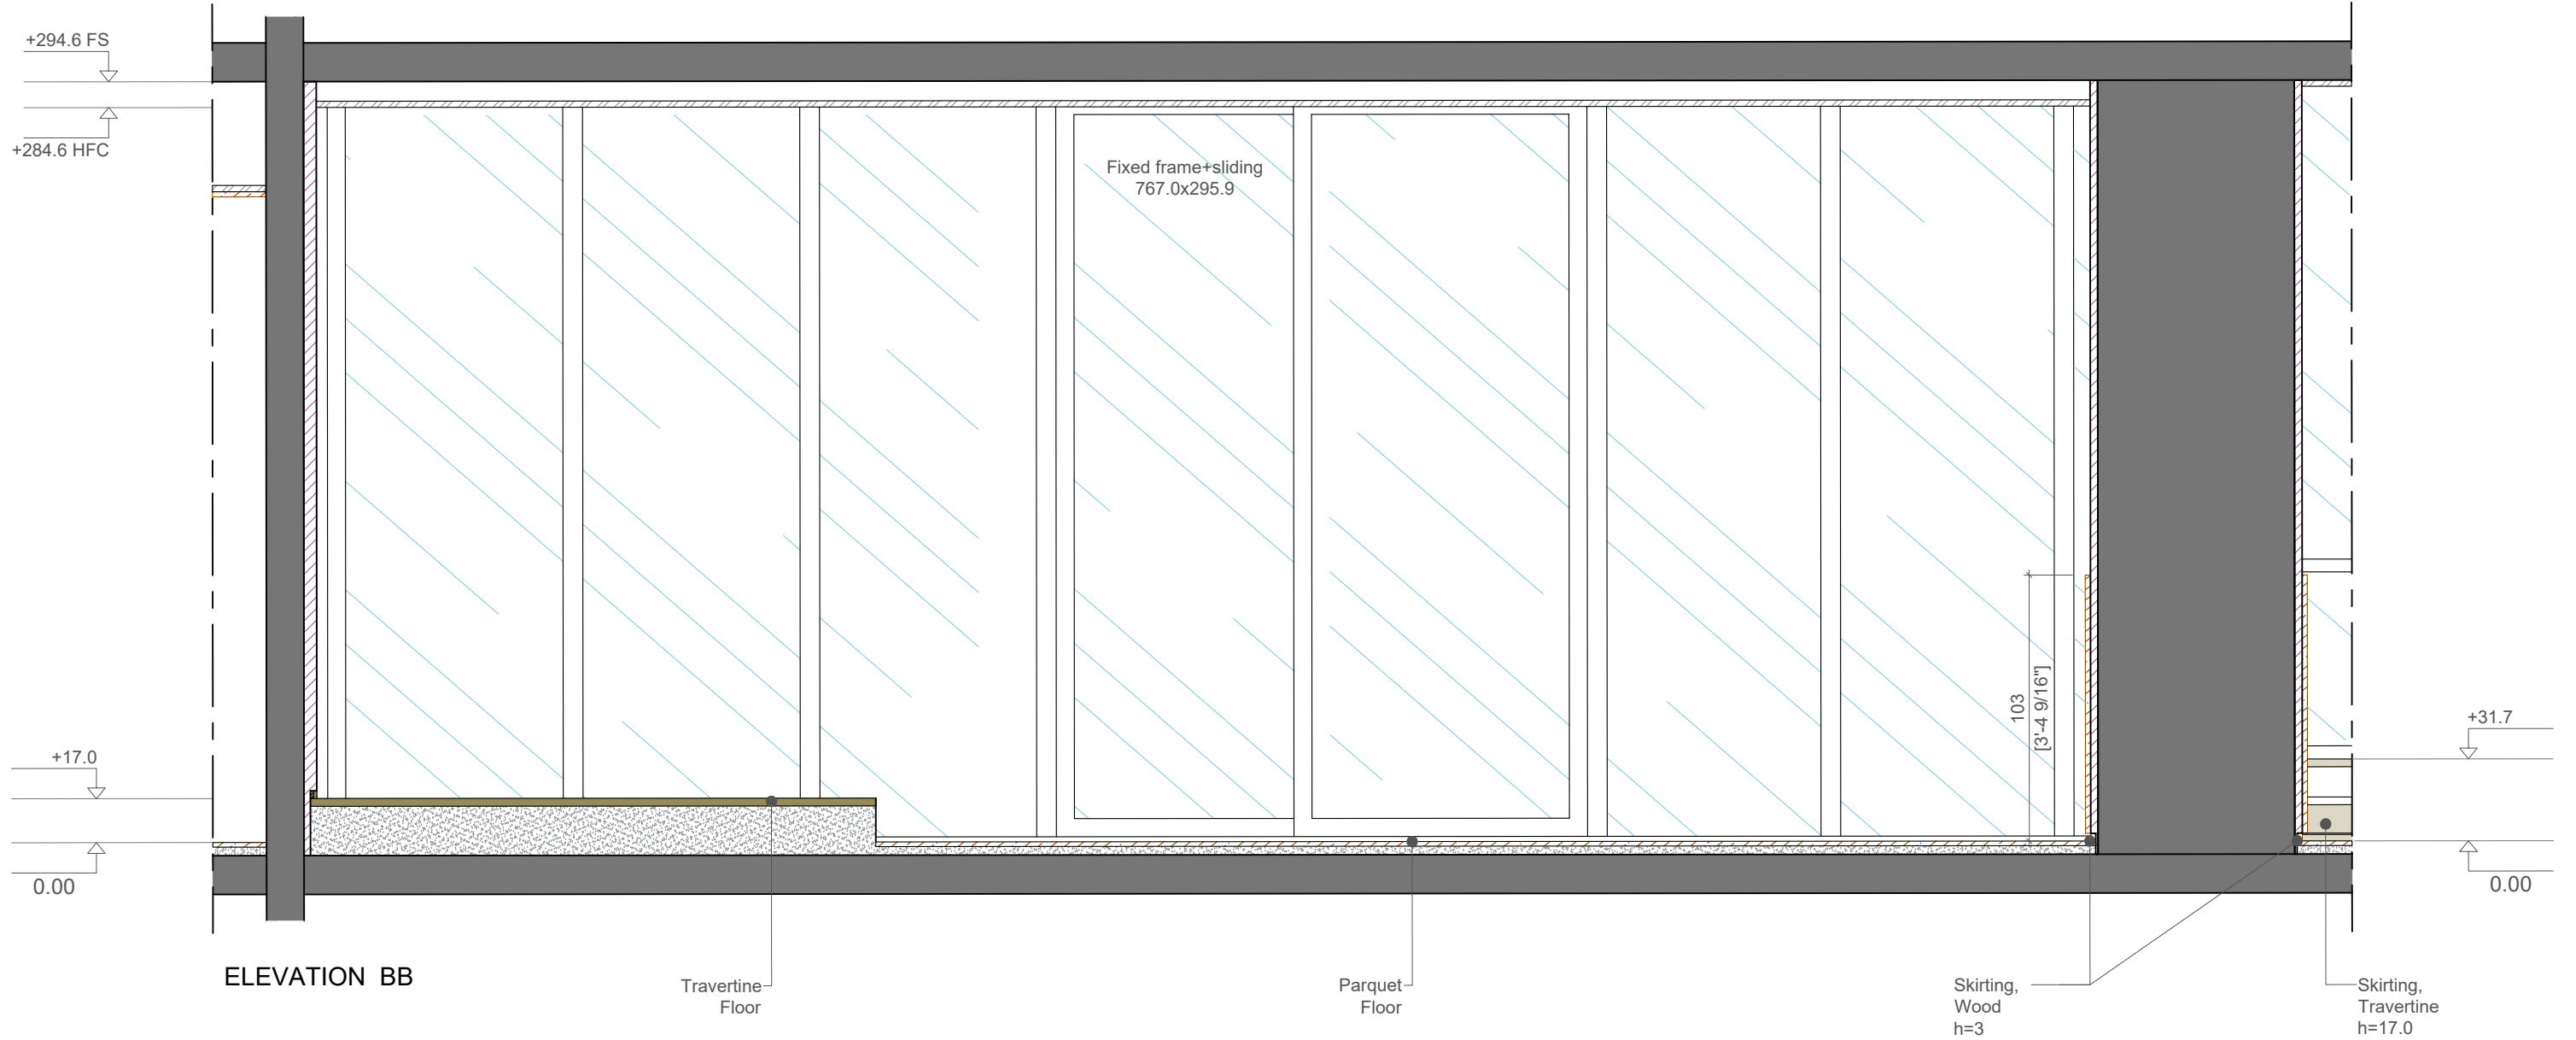 +294.6 FS
+284.6 HFC
Fixed frame+sliding
767.0x295.9
103
[3'-4 9/16"]
+17.0
0.00
+31.7
0.00
ELEVATION BB
Travertine
Floor
Parquet
Floor
Skirting,
Wood
h=3
Skirting,
Travertine
h=17.0